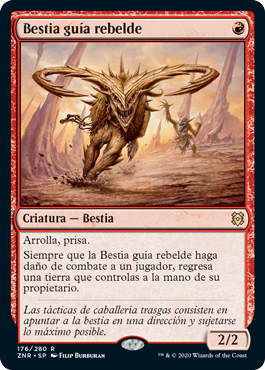 Bestia guía rebelde
Criatura — Bestia
Arrolla, prisa.
Siempre que la Bestia guía rebelde haga
daño de combate a un jugador, regresa
una tierra que controlas a la mano de su
propietario.
Las tácticas de caballería trasgas consisten en
apuntar a la bestia en una dirección y sujetarse
lo máximo posible.
2/2
176/280 R
ZNR • SP Filip Burburan
™ & © 2020 Wizards of the Coast